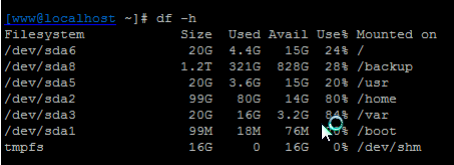 [www@localhost ~]# df -h
Filesystem Size Used Avail Use% Mounted on
/dev/sda6 20G 4.4G 15G 24% /
/dev/sda8 1.2T 321G 828G 28% /backup
/dev/sda5 20G 3.6G 15G 20% /usr
/dev/sda2 99G 80G 14G 80% /home
/dev/sda3 20G 16G 3.2G 84% /var
/dev/sda1 99M 18M 76M /boot
tmpfs 16G 0 16G 0% /dev/shm